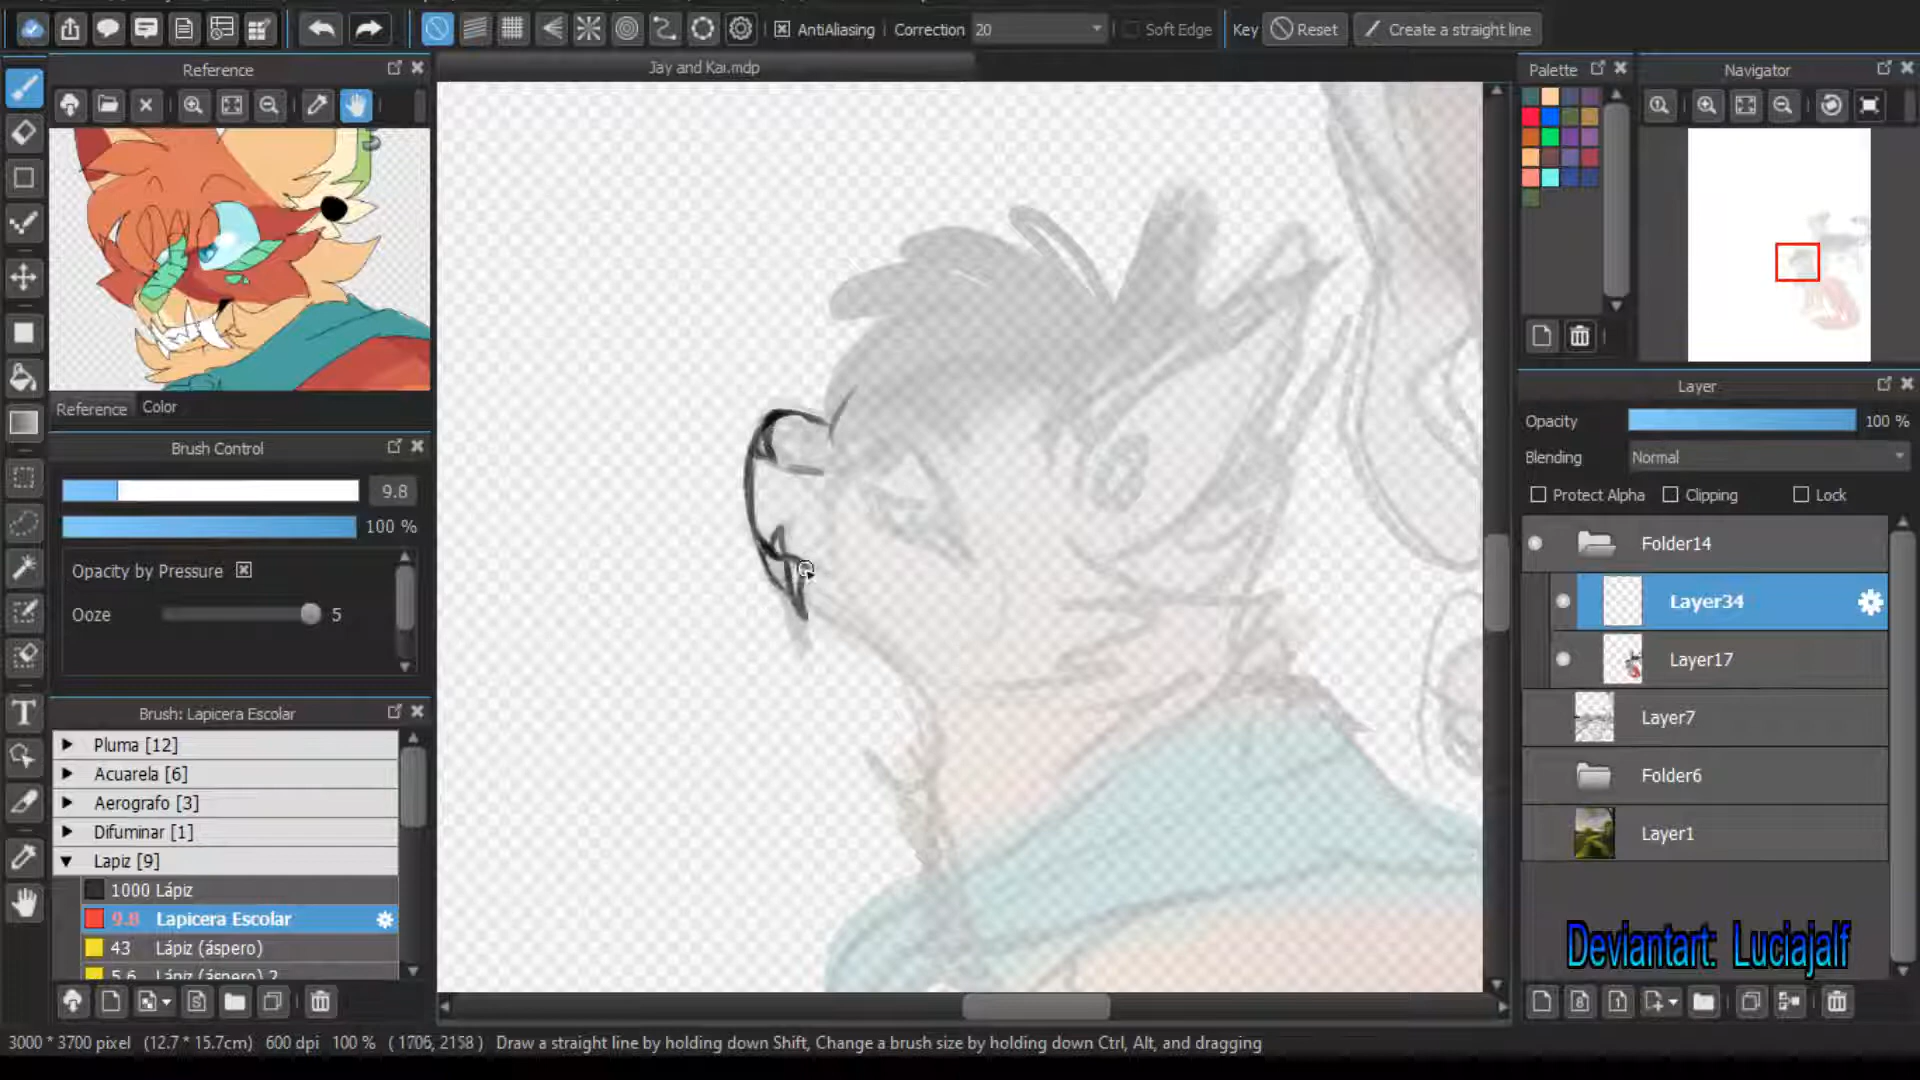 AntiAliasing
Correction
20
Soft Edge
Key
Reset
Create a straight line
Reference
Jay and Kai.mdp
Palette
Navigator
Reference
Color
Layer
Opacity
100 %
Blending
Normal
Protect Alpha
Clipping
Lock
Brush Control
9.8
100 %
Opacity by Pressure
Ooze
5
Folder14
Layer34
Layer17
Layer7
Folder6
Layer1
Brush: Lapicera Escolar
Pluma [12]
Acuarela [6]
Aerografo [3]
Difuminar [1]
Lapiz [9]
1000 Lápiz
9.8 Lapicera Escolar
43 Lápiz (áspero)
5.6 Lápiz (áspero) 2
Deviantart: Luciajalf
3000 * 3700 pixel (12.7 * 15.7cm) 600 dpi 100 % ( 1706, 2158 ) Draw a straight line by holding down Shift, Change a brush size by holding down Ctrl, Alt, and dragging